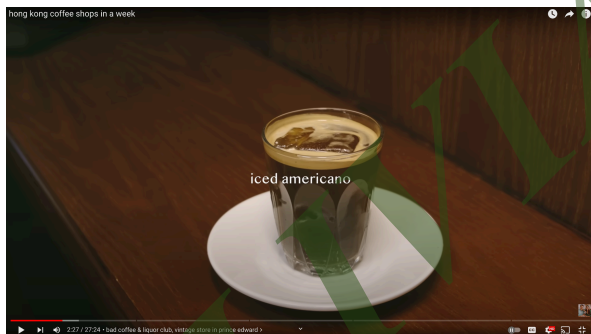 hong kong coffee shops in a week
iced americano
2:27 / 27:24 • bad coffee & liquor club, vintage store in prince edward